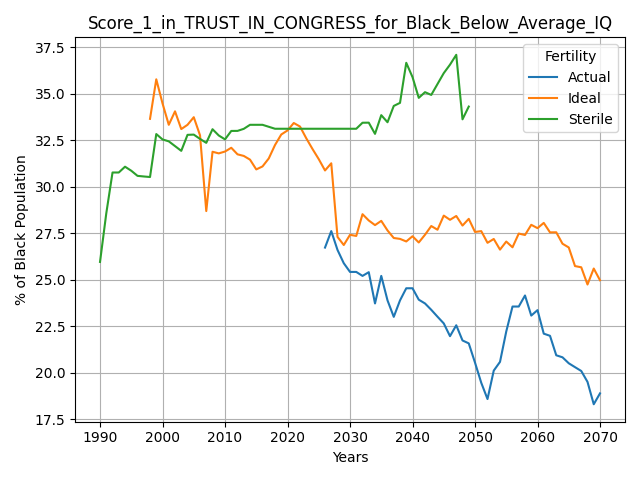 Score_1_in_TRUST_IN_CONGRESS_for_Black_Below_Average_IQ
Fertility
Actual
Ideal
Sterile
% of Black Population
37.5
35.0
32.5
30.0
27.5
25.0
22.5
20.0
17.5
1990 2000 2010 2020 2030 2040 2050 2060 2070
Years